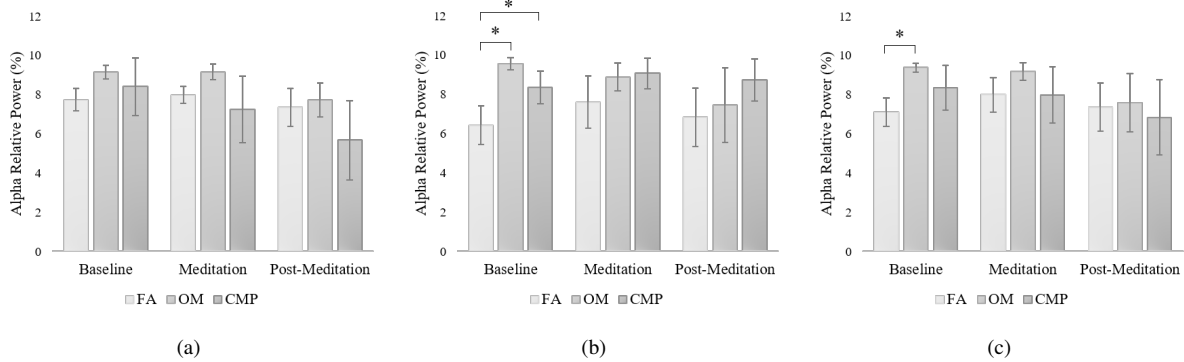 Alpha Relative Power (%)
12
10
8
6
4
2
0
Baseline Meditation Post-Meditation
FA OM CMP
(a)
Alpha Relative Power (%)
12
10
8
6
4
2
0
*
*
Baseline Meditation Post-Meditation
FA OM CMP
(b)
Alpha Relative Power (%)
12
10
8
6
4
2
0
*
Baseline Meditation Post-Meditation
FA OM CMP
(c)